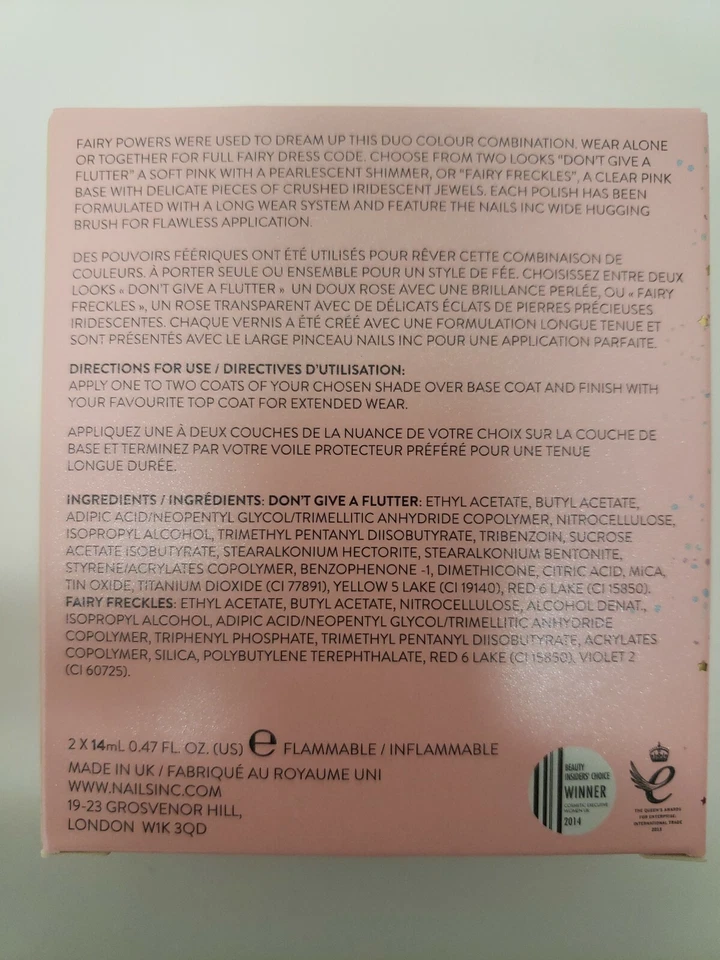 FAIRY POWERS WERE USED TO DREAM UP THIS DUO COLOUR COMBINATION. WEAR ALONE
OR TOGETHER FOR FULL FAIRY DRESS CODE. CHOOSE FROM TWO LOOKS "DON'T GIVE A
FLUTTER" A SOFT PINK WITH A PEARLESCENT SHIMMER, OR "FAIRY FRECKLES", A CLEAR PINK
BASE WITH DELICATE PIECES OF CRUSHED IRIDESCENT JEWELS. EACH POLISH HAS BEEN
FORMULATED WITH A LONG WEAR SYSTEM AND FEATURE THE NAILS INC WIDE HUGGING
BRUSH FOR FLAWLESS APPLICATION.
DES POUVOIRS FÉÉRIQUES ONT ÉTÉ UTILISÉS POUR RÊVER CETTE COMBINAISON DE
COULEURS. À PORTER SEULE OU ENSEMBLE POUR UN STYLE DE FÉE. CHOISISSEZ ENTRE DEUX
LOOKS « DON'T GIVE A FLUTTER » UN DOUX ROSE AVEC UNE BRILLANCE PERLÉE, OU « FAIRY
FRECKLES », UN ROSE TRANSPARENT AVEC DE DÉLICATS ÉCLATS DE PIERRES PRÉCIEUSES
IRIDESCENTES. CHAQUE VERNIS A ÉTÉ CRÉÉ AVEC UNE FORMULATION LONGUE TENUE ET
SONT PRÉSENTÉS AVEC LE LARGE PINCEAU NAILS INC POUR UNE APPLICATION PARFAITE.
DIRECTIONS FOR USE / DIRECTIVES D'UTILISATION:
APPLY ONE TO TWO COATS OF YOUR CHOSEN SHADE OVER BASE COAT AND FINISH WITH
YOUR FAVOURITE TOP COAT FOR EXTENDED WEAR.
APPLIQUEZ UNE À DEUX COUCHES DE LA NUANCE DE VOTRE CHOIX SUR LA COUCHE DE
BASE ET TERMINEZ PAR VOTRE VOILE PROTECTEUR PRÉFÉRÉ POUR UNE TENUE
LONGUE DURÉE.
INGREDIENTS / INGRÉDIENTS: DON'T GIVE A FLUTTER: ETHYL ACETATE, BUTYL ACETATE,
ADIPIC ACID/NEOPENTYL GLYCOL/TRIMELLITIC ANHYDRIDE COPOLYMER, NITROCELLULOSE,
ISOPROPYL ALCOHOL, TRIMETHYL PENTANYL DIISOBUTYRATE, TRIBENZOIN, SUCROSE
ACETATE ISOBUTYRATE, STEARALKONIUM HECTORITE, STEARALKONIUM BENTONITE,
STYRENE/ACRYLATES COPOLYMER, BENZOPHENONE -1, DIMETHICONE, CITRIC ACID, MICA,
TIN OXIDE, TITANIUM DIOXIDE (CI 77891), YELLOW 5 LAKE (CI 19140), RED 6 LAKE (CI 15850).
FAIRY FRECKLES: ETHYL ACETATE, BUTYL ACETATE, NITROCELLULOSE, ALCOHOL DENAT.,
ISOPROPYL ALCOHOL, ADIPIC ACID/NEOPENTYL GLYCOL/TRIMELLITIC ANHYDRIDE
COPOLYMER, TRIPHENYL PHOSPHATE, TRIMETHYL PENTANYL DIISOBUTYRATE, ACRYLATES
COPOLYMER, SILICA, POLYBUTYLENE TEREPHTHALATE, RED 6 LAKE (CI 15850), VIOLET 2
(CI 60725).
2 X 14mL 0.47 FL. OZ. (US) e FLAMMABLE / INFLAMMABLE
MADE IN UK / FABRIQUÉ AU ROYAUME UNI
WWW.NAILSINC.COM
19-23 GROSVENOR HILL,
LONDON W1K 3QD
BEAUTY
INSIDERS' CHOICE
WINNER
COSMETIC EXECUTIVE
WOMEN UK
2014
THE QUEEN'S AWARDS
FOR ENTERPRISE:
INTERNATIONAL TRADE
2012